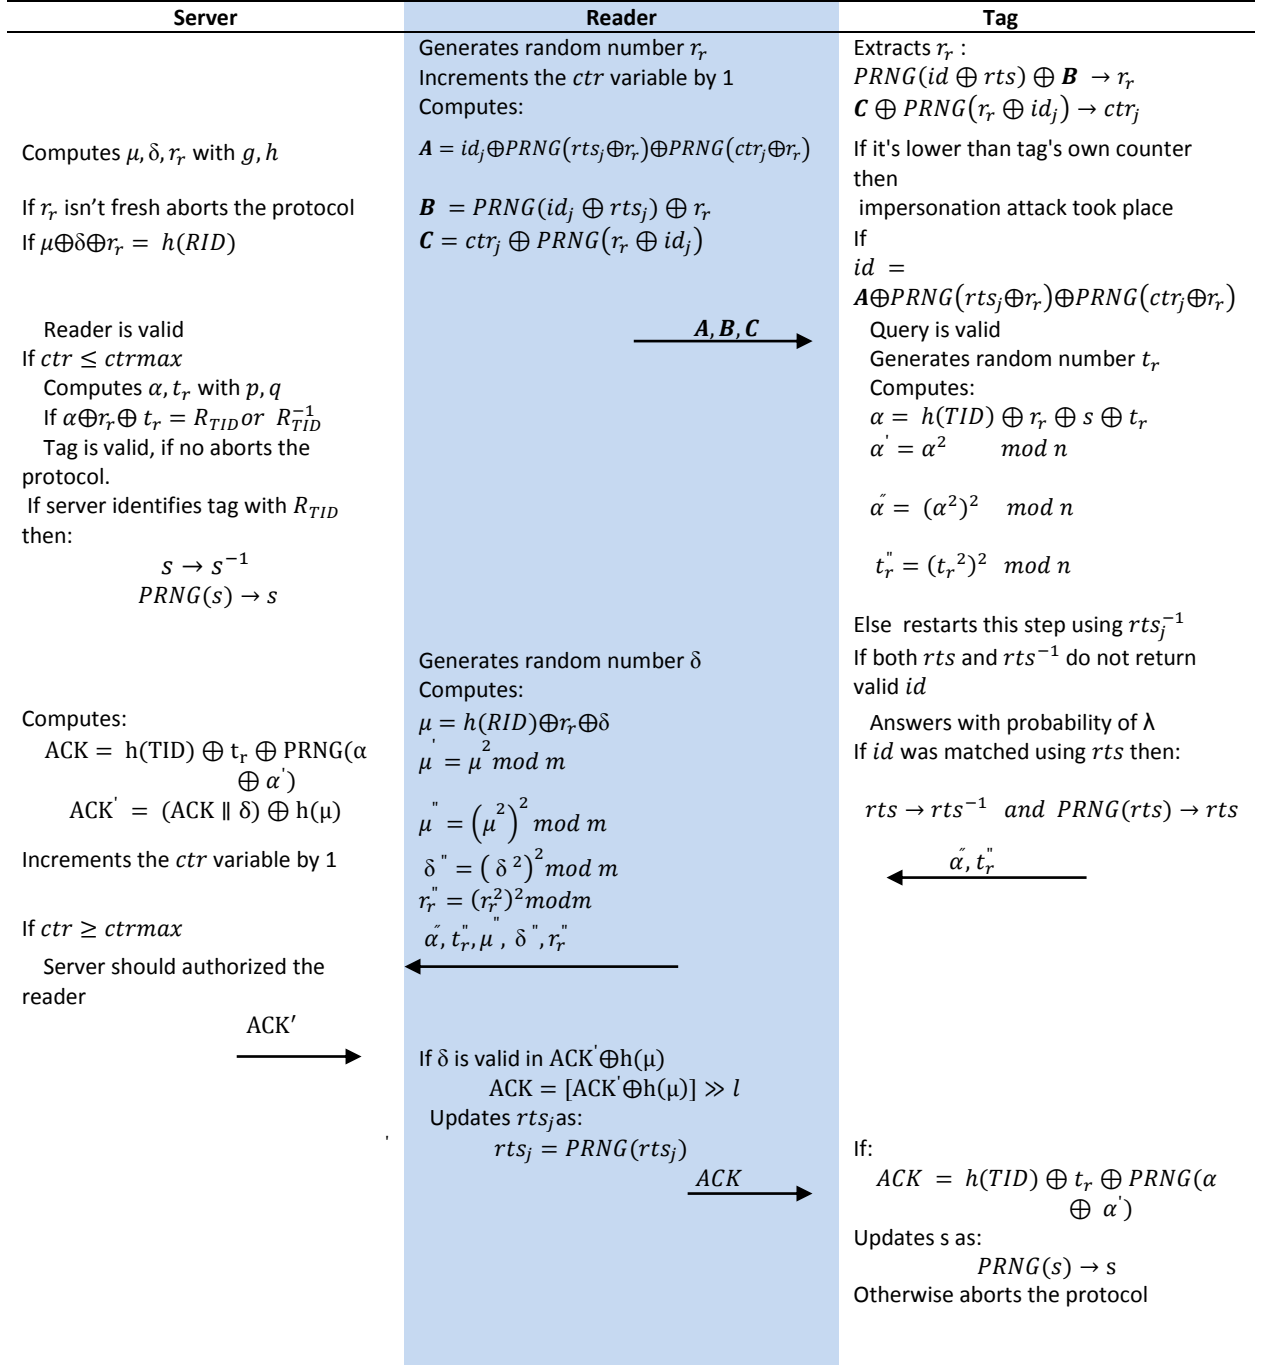 Server
Reader
Tag
Computes μ, δ, r_r with g, h
If r_r isn't fresh aborts the protocol
If μ⊕δ⊕r_r = h(RID)
Reader is valid
If ctr ≤ ctrmax
Computes α, t_r with p, q
If α⊕r_r⊕ t_r = R_TID or R_TID^{-1}
Tag is valid, if no aborts the
protocol.
If server identifies tag with R_TID
then:
s → s^{-1}
PRNG(s) → s
Computes:
ACK = h(TID) ⊕ t_r ⊕ PRNG(α
⊕ α')
ACK' = (ACK ∥ δ) ⊕ h(μ)
Increments the ctr variable by 1
If ctr ≥ ctrmax
Server should authorized the
reader
ACK′
Generates random number r_r
Increments the ctr variable by 1
Computes:
A = id_j⊕PRNG(rts_j⊕r_r)⊕PRNG(ctr_j⊕r_r)
B = PRNG(id_j ⊕ rts_j) ⊕ r_r
C = ctr_j ⊕ PRNG(r_r ⊕ id_j)
A, B, C
Generates random number δ
Computes:
μ = h(RID)⊕r_r⊕δ
μ' = μ^2 mod m
μ" = (μ^2)^2 mod m
δ" = (δ^2)^2 mod m
r_r" = (r_r^2)^2 modm
α˝, t_r", μ", δ", r_r"
If δ is valid in ACK'⊕h(μ)
ACK = [ACK'⊕h(μ)] ≫ l
Updates rts_j as:
'
rts_j = PRNG(rts_j)
ACK
Extracts r_r :
PRNG(id ⊕ rts) ⊕ B → r_r
C ⊕ PRNG(r_r ⊕ id_j) → ctr_j
If it's lower than tag's own counter
then
impersonation attack took place
If
id =
A⊕PRNG(rts_j⊕r_r)⊕PRNG(ctr_j⊕r_r)
Query is valid
Generates random number t_r
Computes:
α = h(TID) ⊕ r_r ⊕ s ⊕ t_r
α' = α^2 mod n
α˝ = (α^2)^2 mod n
t_r" = (t_r^2)^2 mod n
Else restarts this step using rts_j^{-1}
If both rts and rts^{-1} do not return
valid id
Answers with probability of λ
If id was matched using rts then:
rts → rts^{-1} and PRNG(rts) → rts
α˝, t_r"
If:
ACK = h(TID) ⊕ t_r ⊕ PRNG(α
⊕ α')
Updates s as:
PRNG(s) → s
Otherwise aborts the protocol